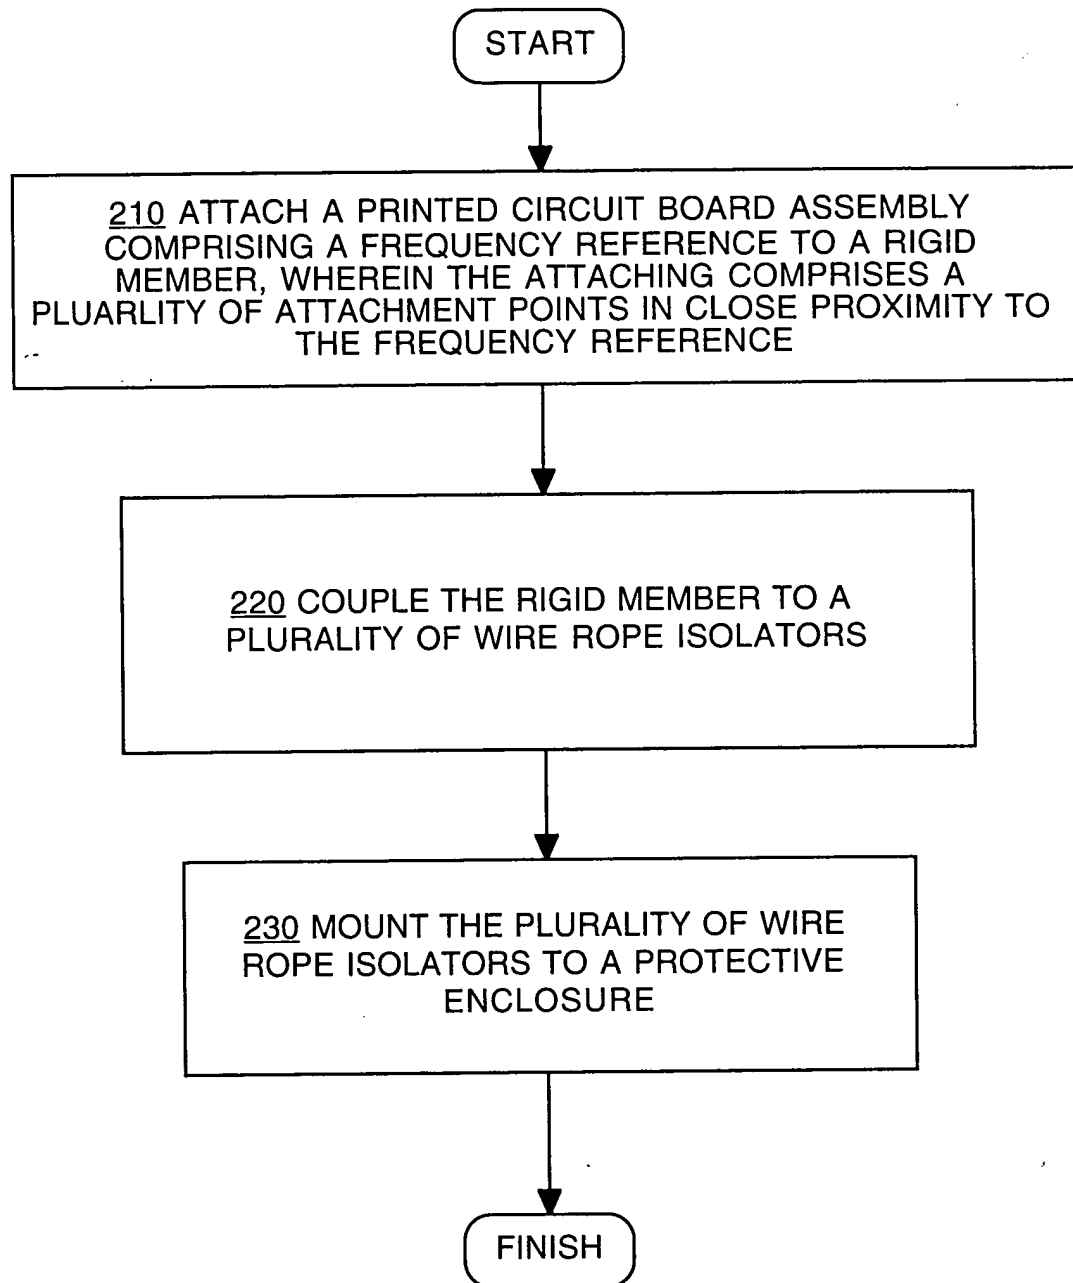 START
210 ATTACH A PRINTED CIRCUIT BOARD ASSEMBLY
COMPRISING A FREQUENCY REFERENCE TO A RIGID
MEMBER, WHEREIN THE ATTACHING COMPRISES A
PLUARLITY OF ATTACHMENT POINTS IN CLOSE PROXIMITY TO
THE FREQUENCY REFERENCE
220 COUPLE THE RIGID MEMBER TO A
PLURALITY OF WIRE ROPE ISOLATORS
230 MOUNT THE PLURALITY OF WIRE
ROPE ISOLATORS TO A PROTECTIVE
ENCLOSURE
FINISH